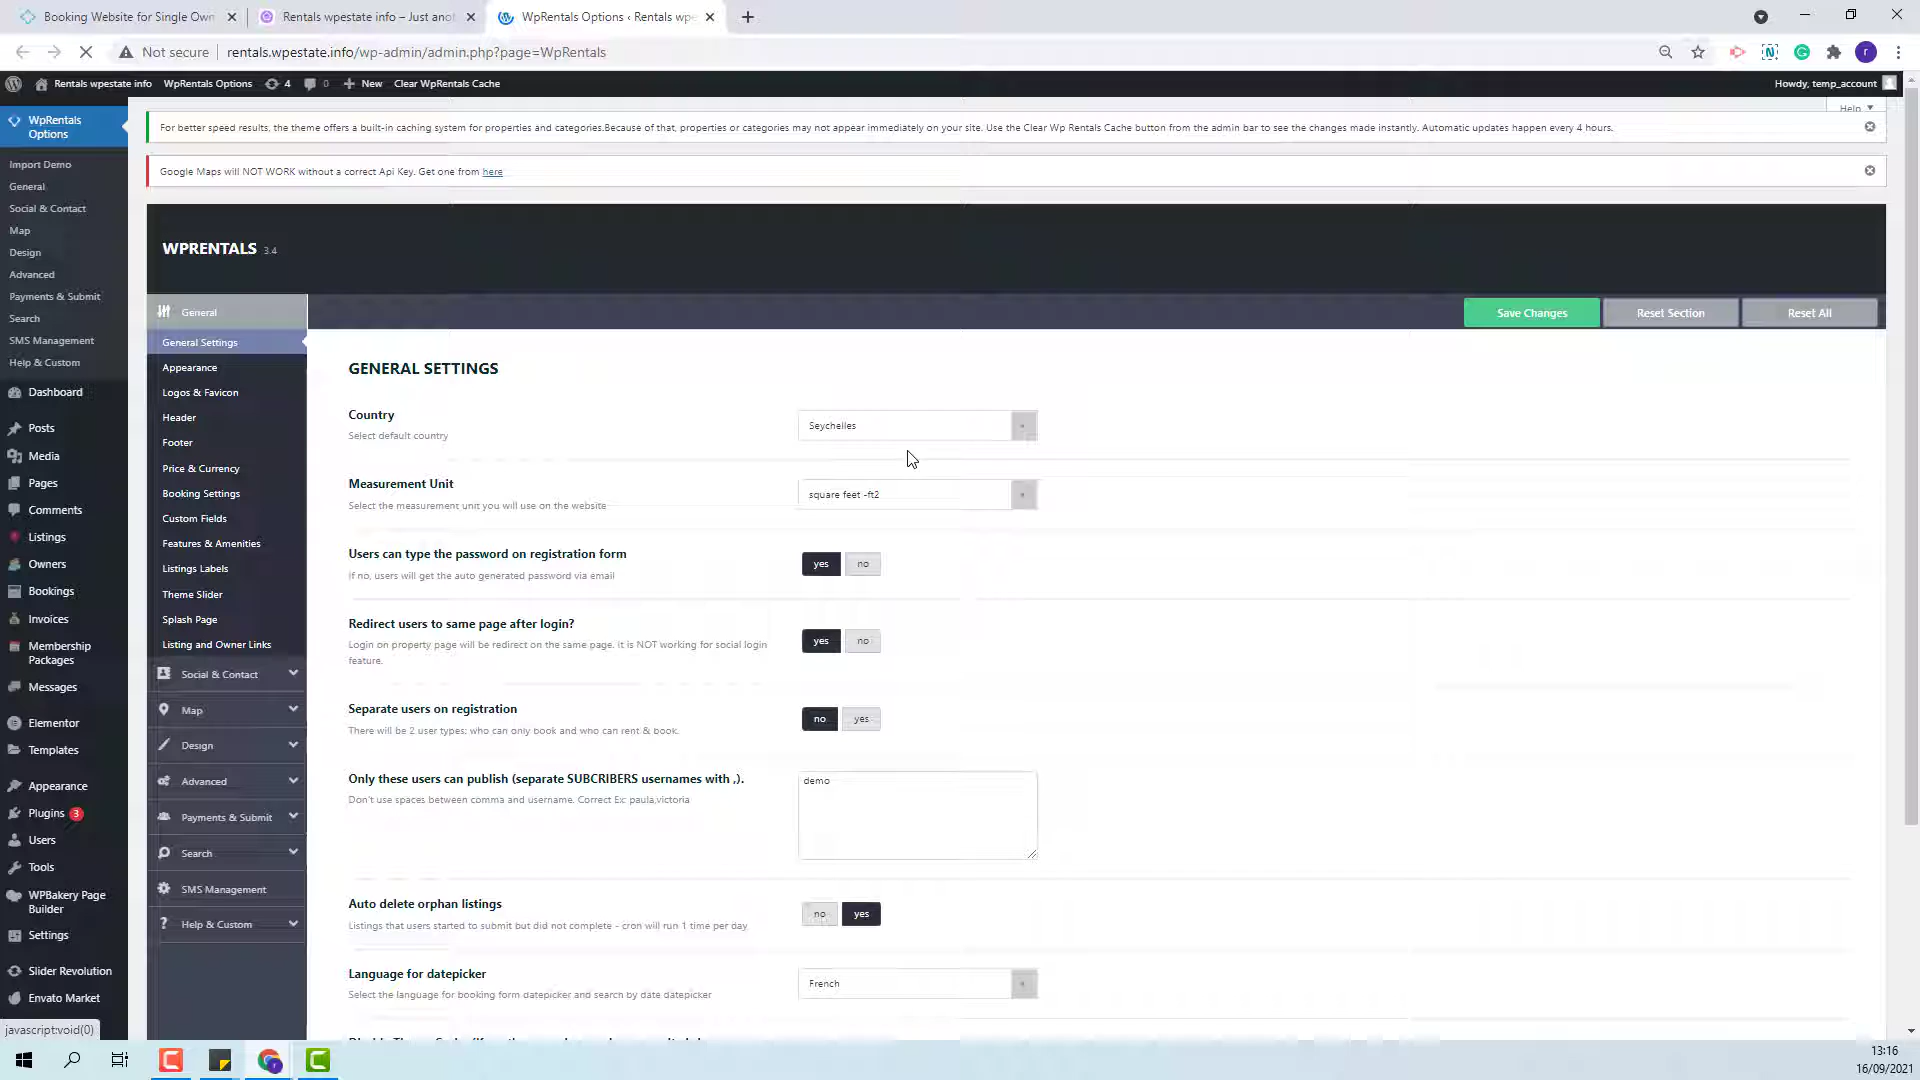 Booking Website for Single Own
Rentals wpestate info – Just anot
WpRentals Options ‹ Rentals wpe
Not secure
rentals.wpestate.info/wp-admin/admin.php?page=WpRentals
Rentals wpestate info
WpRentals Options
4
0
New
Clear WpRentals Cache
Howdy, temp_account
Help
WpRentals Options
Import Demo
General
Social & Contact
Map
Design
Advanced
Payments & Submit
Search
SMS Management
Help & Custom
Dashboard
Posts
Media
Pages
Comments
Listings
Owners
Bookings
Invoices
Membership Packages
Messages
Elementor
Templates
Appearance
Plugins 3
Users
Tools
WPBakery Page Builder
Settings
Slider Revolution
Envato Market
javascript:void(0)
For better speed results, the theme offers a built-in caching system for properties and categories.Because of that, properties or categories may not appear immediately on your site. Use the Clear Wp Rentals Cache button from the admin bar to see the changes made instantly. Automatic updates happen every 4 hours.
Google Maps will NOT WORK without a correct Api Key. Get one from here
WPRENTALS 3.4
General
General Settings
Appearance
Logos & Favicon
Header
Footer
Price & Currency
Booking Settings
Custom Fields
Features & Amenities
Listings Labels
Theme Slider
Splash Page
Listing and Owner Links
Social & Contact
Map
Design
Advanced
Payments & Submit
Search
SMS Management
Help & Custom
Save Changes
Reset Section
Reset All
GENERAL SETTINGS
Country
Select default country
Seychelles
Measurement Unit
Select the measurement unit you will use on the website
square feet -ft2
Users can type the password on registration form
If no, users will get the auto generated password via email
yes no
Redirect users to same page after login?
Login on property page will be redirect on the same page. it is NOT working for social login
feature.
yes no
Separate users on registration
There will be 2 user types: who can only book and who can rent & book.
no yes
Only these users can publish (separate SUBCRIBERS usernames with ,).
Don't use spaces between comma and username. Correct Ex: paula,victoria
demo
Auto delete orphan listings
Listings that users started to submit but did not complete - cron will run 1 time per day
no yes
Language for datepicker
Select the language for booking form datepicker and search by date datepicker
French
13:16
16/09/2021